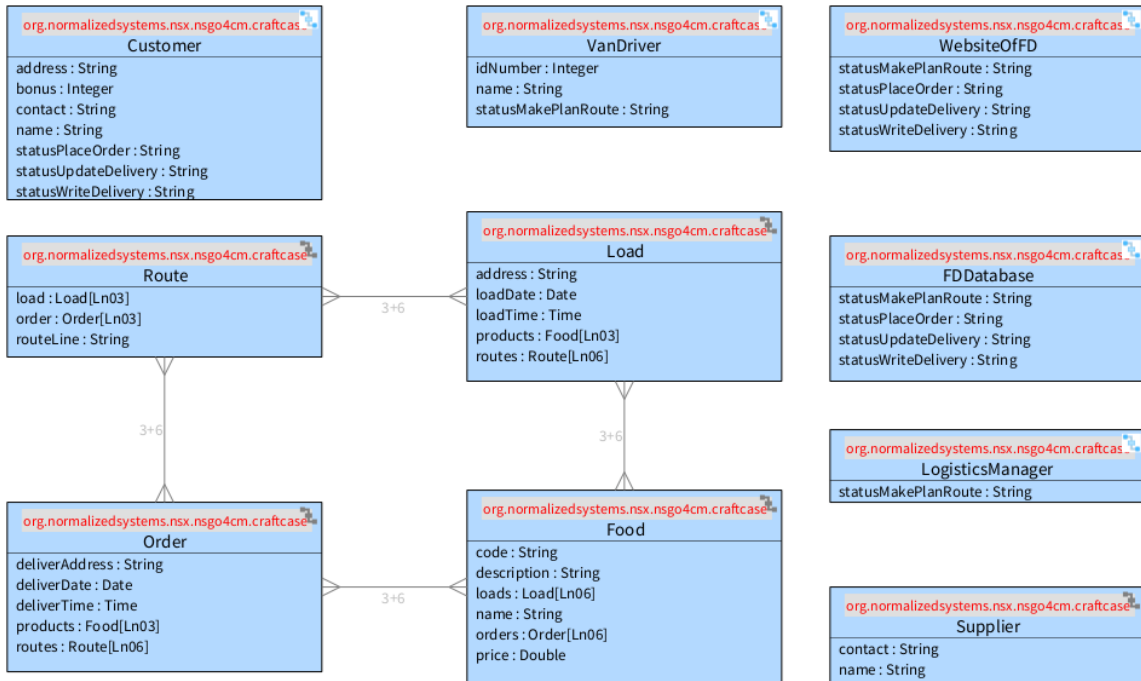 org.normalizedsystems.nsx.nsgo4cm.craftcase
Customer
address : String
bonus : Integer
contact : String
name : String
statusPlaceOrder : String
statusUpdateDelivery : String
statusWriteDelivery : String
org.normalizedsystems.nsx.nsgo4cm.craftcase
VanDriver
idNumber : Integer
name : String
statusMakePlanRoute : String
org.normalizedsystems.nsx.nsgo4cm.craftcase
WebsiteOfFD
statusMakePlanRoute : String
statusPlaceOrder : String
statusUpdateDelivery : String
statusWriteDelivery : String
org.normalizedsystems.nsx.nsgo4cm.craftcase
Route
load : Load[Ln03]
order : Order[Ln03]
routeLine : String
3+6
org.normalizedsystems.nsx.nsgo4cm.craftcase
Load
address : String
loadDate : Date
loadTime : Time
products : Food[Ln03]
routes : Route[Ln06]
org.normalizedsystems.nsx.nsgo4cm.craftcase
FDDatabase
statusMakePlanRoute : String
statusPlaceOrder : String
statusUpdateDelivery : String
statusWriteDelivery : String
3+6
3+6
org.normalizedsystems.nsx.nsgo4cm.craftcase
LogisticsManager
statusMakePlanRoute : String
org.normalizedsystems.nsx.nsgo4cm.craftcase
Order
deliverAddress : String
deliverDate : Date
deliverTime : Time
products : Food[Ln03]
routes : Route[Ln06]
3+6
org.normalizedsystems.nsx.nsgo4cm.craftcase
Food
code : String
description : String
loads : Load[Ln06]
name : String
orders : Order[Ln06]
price : Double
org.normalizedsystems.nsx.nsgo4cm.craftcase
Supplier
contact : String
name : String